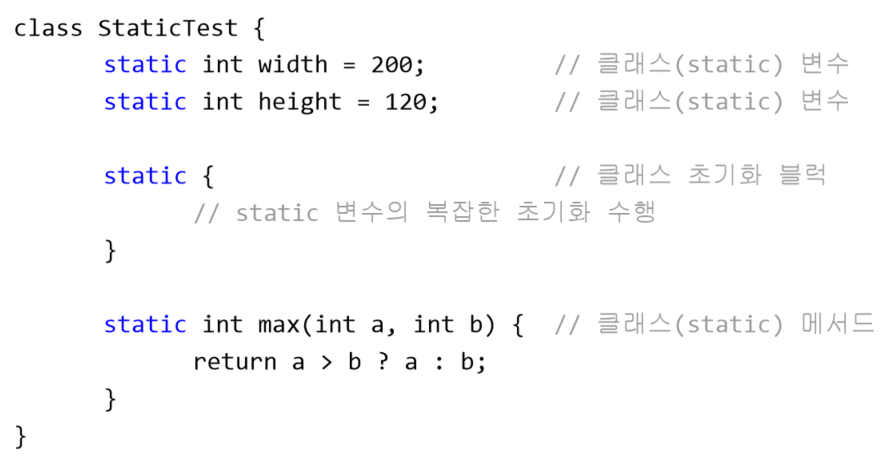 class StaticTest {
static int width = 200; // 클래스(static) 변수
static int height = 120; // 클래스(static) 변수
static { // 클래스 초기화 블럭
// static 변수의 복잡한 초기화 수행
}
static int max(int a, int b) { // 클래스(static) 메서드
return a > b ? a : b;
}
}